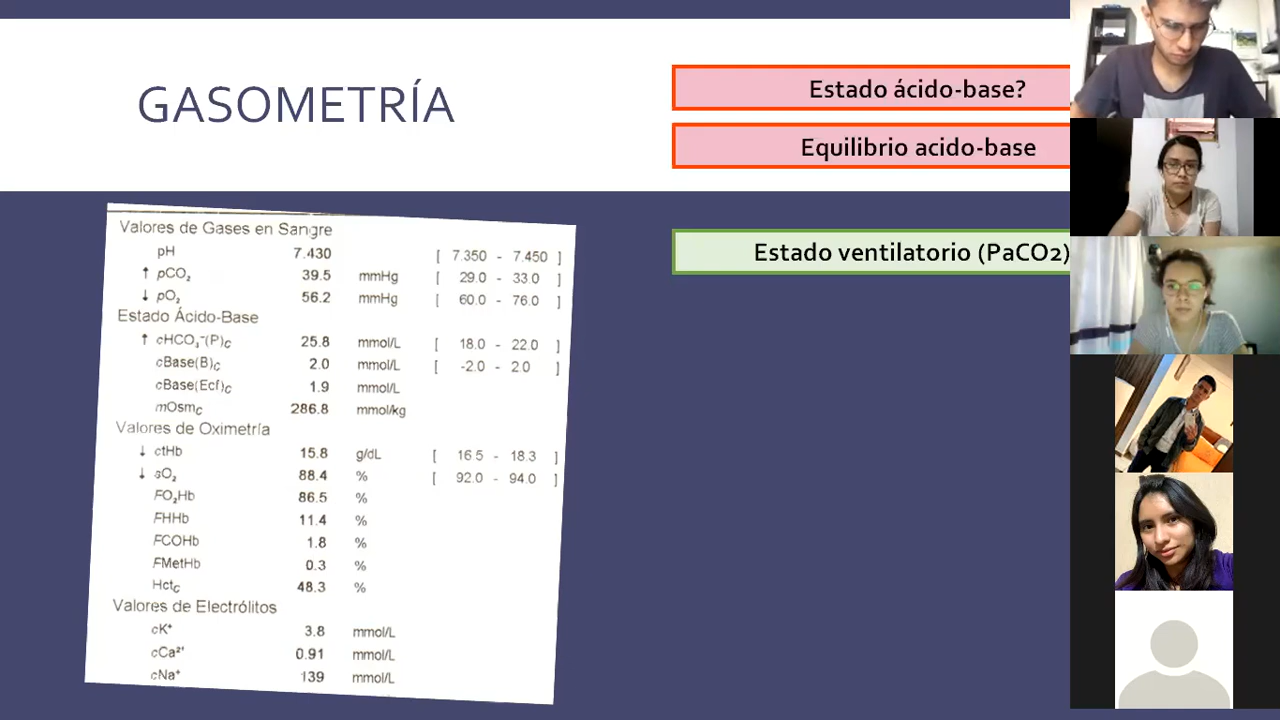 GASOMETRÍA
Estado ácido-base?
Equilibrio acido-base
Estado ventilatorio (PaCO2)
Valores de Gases en Sangre
pH 7.430 [ 7.350 - 7.450 ]
↑ pCO₂ 39.5 mmHg [ 29.0 - 33.0 ]
↓ pO₂ 56.2 mmHg [ 60.0 - 76.0 ]
Estado Ácido-Base
↑ cHCO₃⁻(P)c 25.8 mmol/L [ 18.0 - 22.0 ]
cBase(B)c 2.0 mmol/L [ -2.0 - 2.0 ]
cBase(Ecf)c 1.9 mmol/L
mOsmc 286.8 mmol/kg
Valores de Oximetría
↓ ctHb 15.8 g/dL [ 16.5 - 18.3 ]
↓ sO₂ 88.4 % [ 92.0 - 94.0 ]
FO₂Hb 86.5 %
FHHb 11.4 %
FCOHb 1.8 %
FMetHb 0.3 %
Hctc 48.3 %
Valores de Electrólitos
cK⁺ 3.8 mmol/L
cCa²⁺ 0.91 mmol/L
cNa⁺ 139 mmol/L